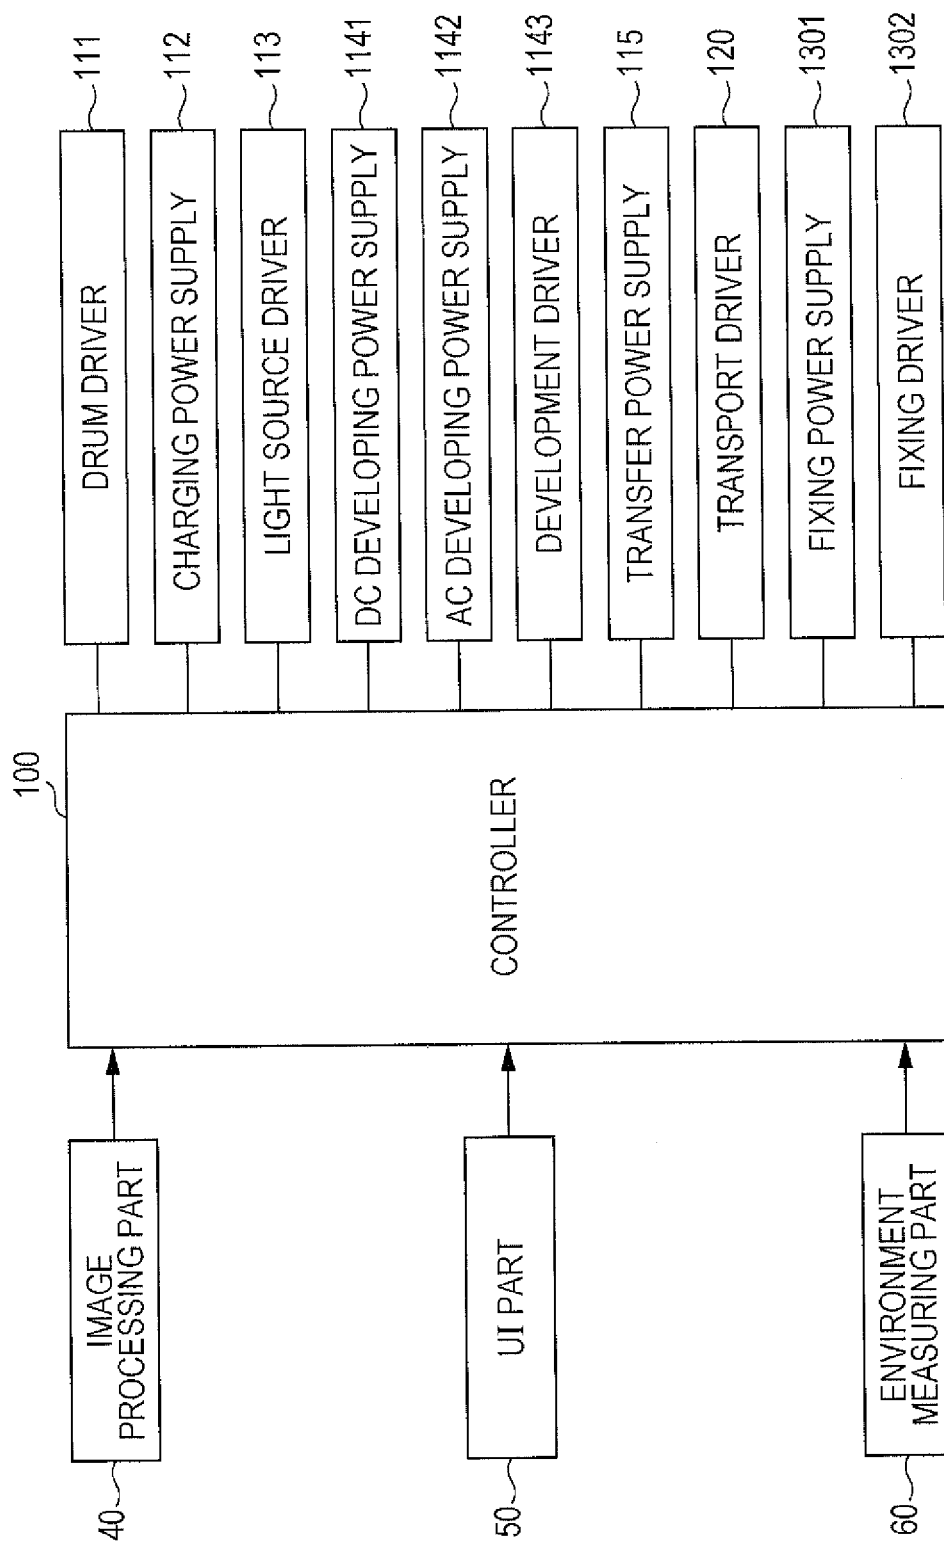 100
40
IMAGE
PROCESSING PART
50
UI PART
60
ENVIRONMENT
MEASURING PART
CONTROLLER
DRUM DRIVER
111
CHARGING POWER SUPPLY
112
LIGHT SOURCE DRIVER
113
DC DEVELOPING POWER SUPPLY
1141
AC DEVELOPING POWER SUPPLY
1142
DEVELOPMENT DRIVER
1143
TRANSFER POWER SUPPLY
115
TRANSPORT DRIVER
120
FIXING POWER SUPPLY
1301
FIXING DRIVER
1302